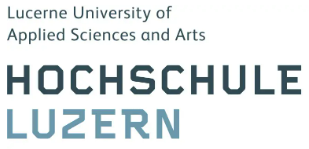 Lucerne University of
Applied Sciences and Arts
HOCHSCHULE
LUZERN